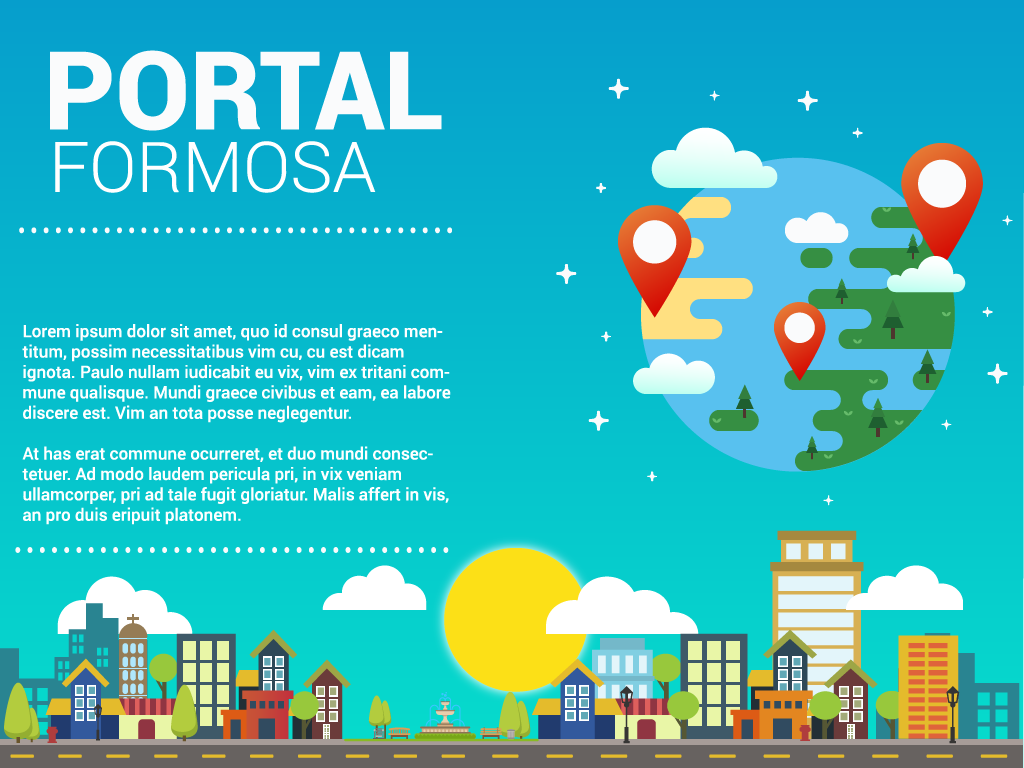 PORTAL
FORMOSA
Lorem ipsum dolor sit amet, quo id consul graeco men-
titum, possim necessitatibus vim cu, cu est dicam
ignota. Paulo nullam iudicabit eu vix, vim ex tritani com-
mune qualisque. Mundi graece civibus et eam, ea labore
discere est. Vim an tota posse neglegentur.
At has erat commune ocurreret, et duo mundi consec-
tetuer. Ad modo laudem pericula pri, in vix veniam
ullamcorper, pri ad tale fugit gloriatur. Malis affert in vis,
an pro duis eripuit platonem.